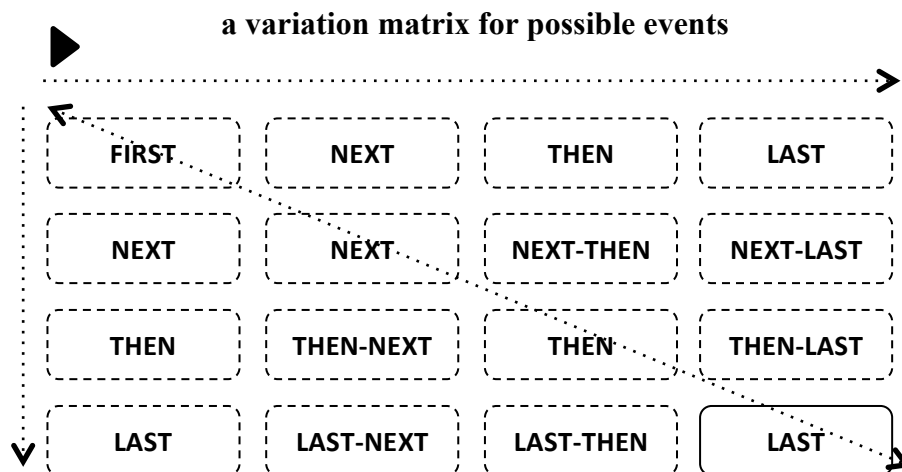 a variation matrix for possible events
FIRST NEXT THEN LAST
NEXT NEXT NEXT-THEN NEXT-LAST
THEN THEN-NEXT THEN THEN-LAST
LAST LAST-NEXT LAST-THEN LAST